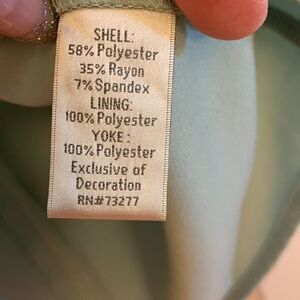 SHELL:
58% Polyester
35% Rayon
7% Spandex
LINING:
100% Polyester
YOKE:
100% Polyester
Exclusive of
Decoration
RN#73277